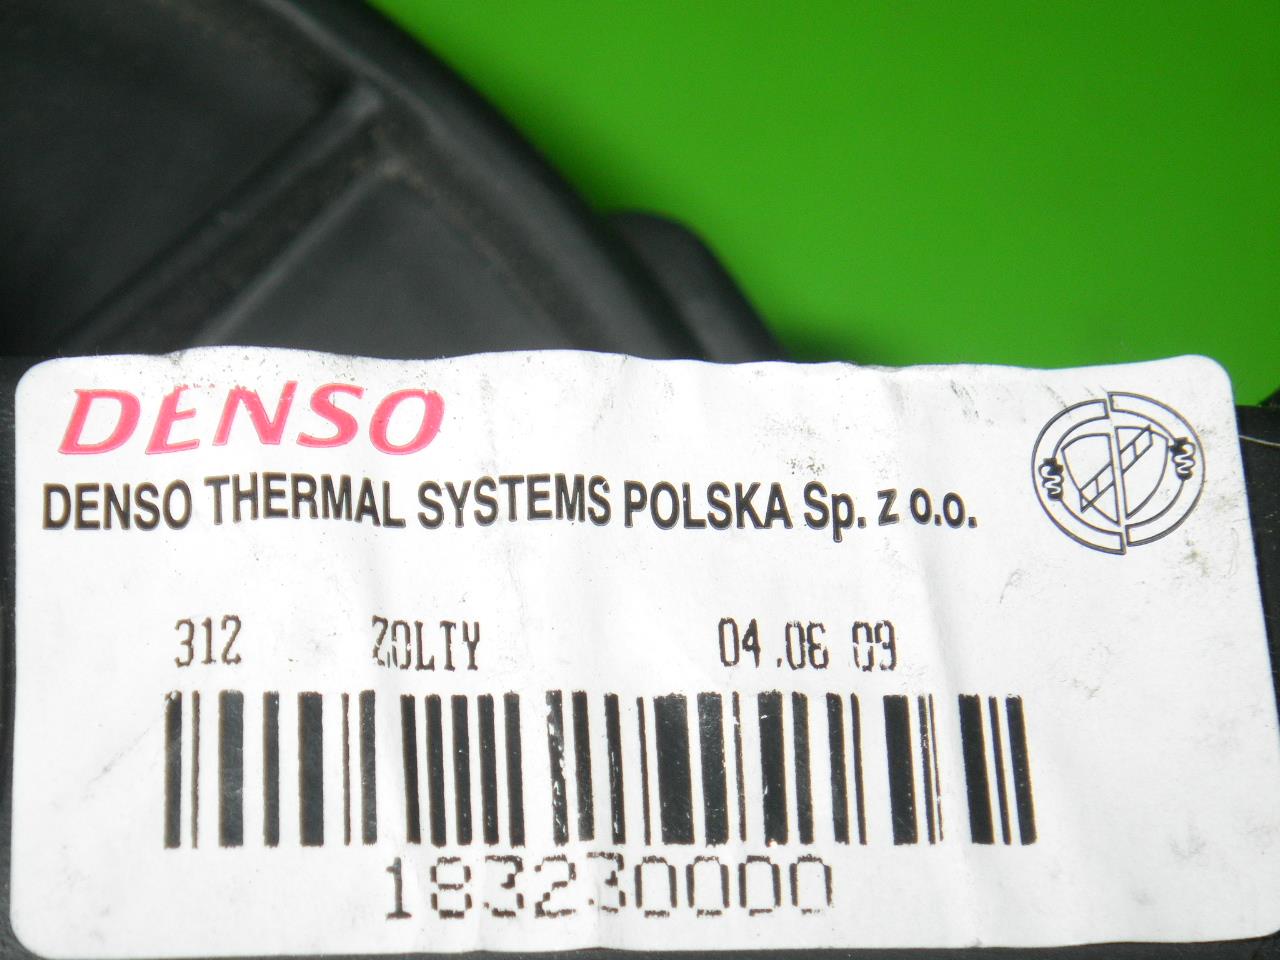 DENSO
DENSO THERMAL SYSTEMS POLSKA Sp. z o.o.
312 ZOLTY 04.06 09
183230000